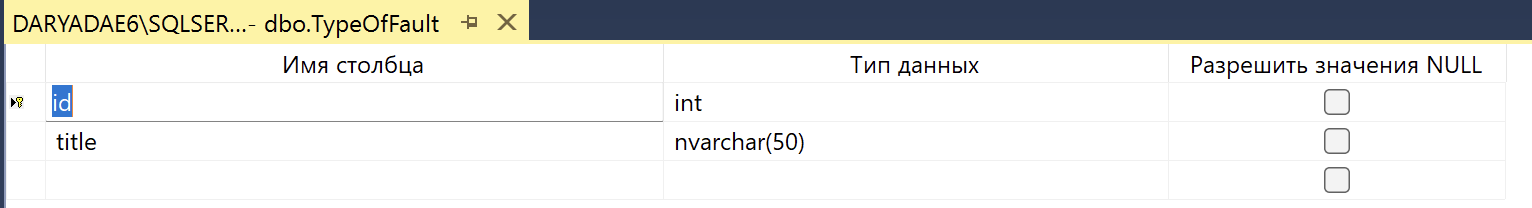 DARYADAE6\SQLSER...- dbo.TypeOfFault
Имя столбца Тип данных Разрешить значения NULL
id int
title nvarchar(50)